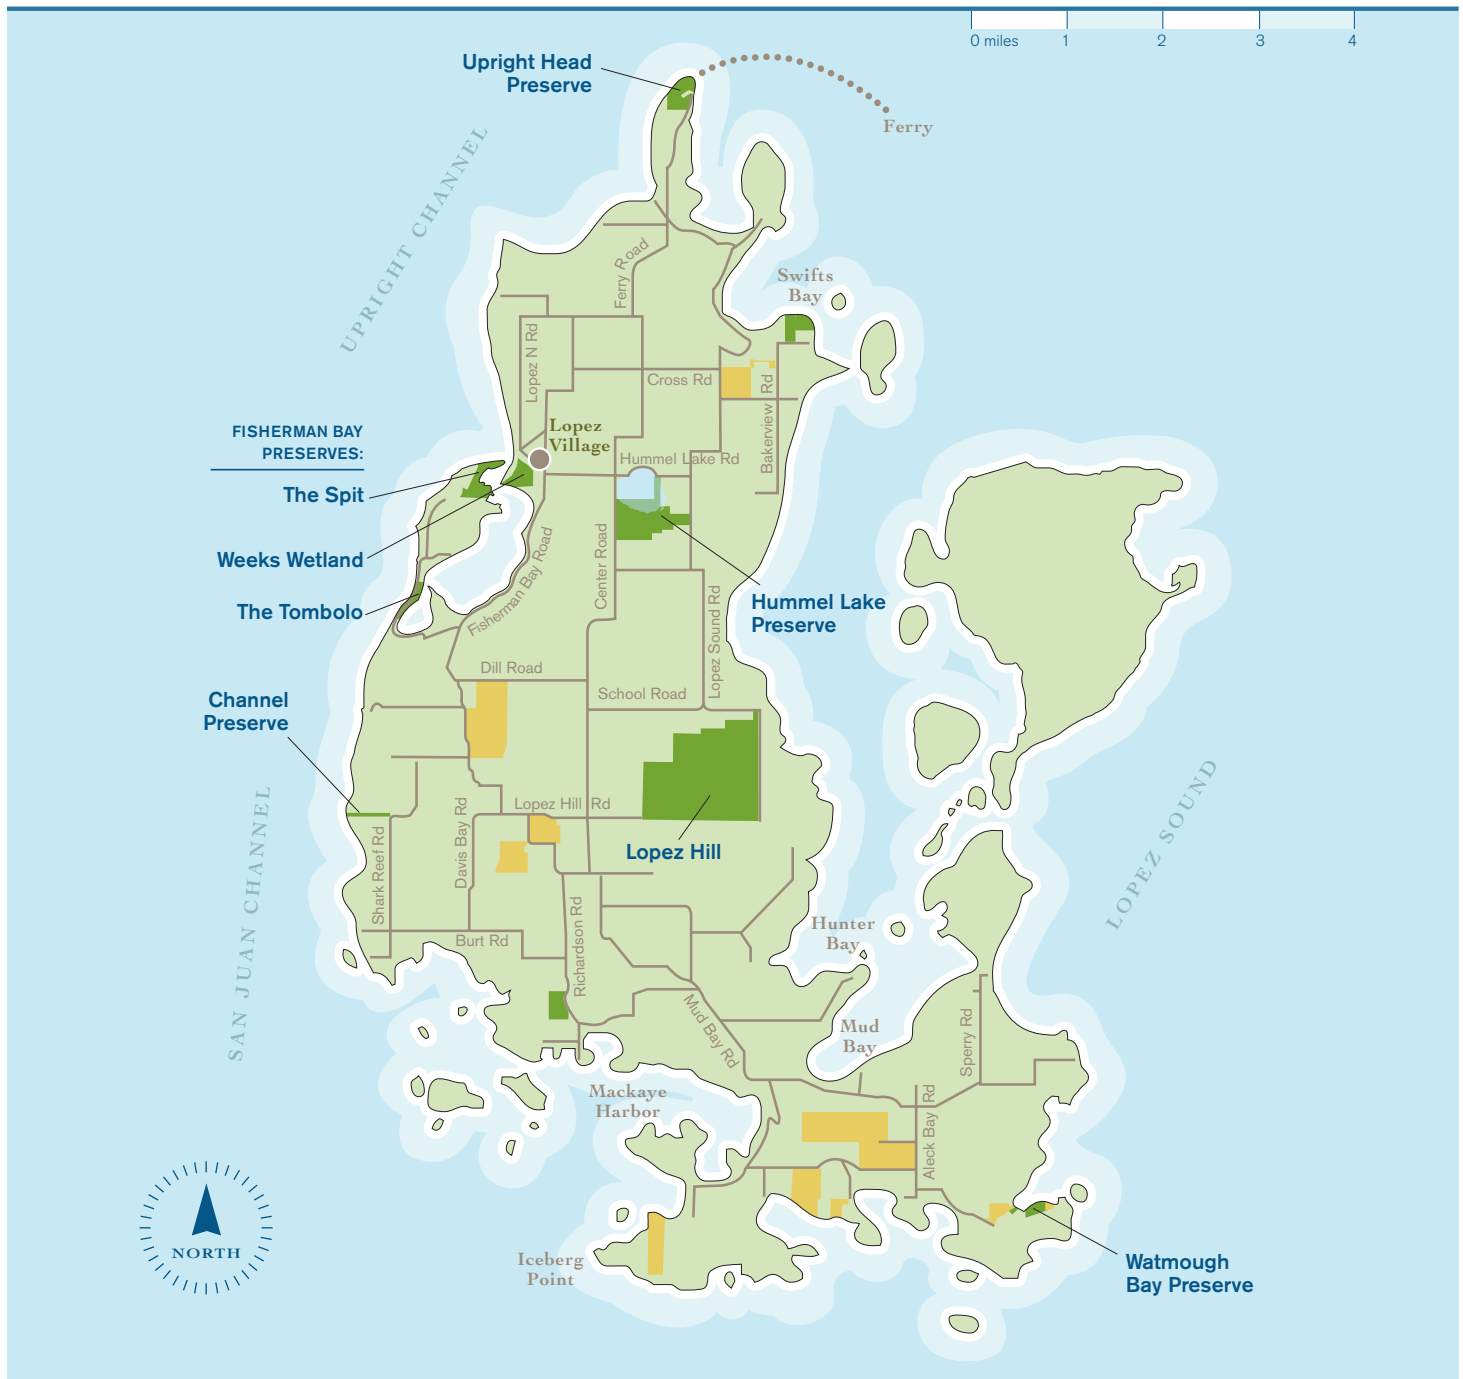 0 miles 1 2 3 4
Upright Head
Preserve
Ferry
UPRIGHT CHANNEL
Swifts
Bay
Ferry Road
Lopez N Rd
Cross Rd
Bakerview Rd
FISHERMAN BAY
PRESERVES:
Lopez
Village
Hummel Lake Rd
The Spit
Weeks Wetland
The Tombolo
Fisherman Bay Road
Center Road
Hummel Lake
Preserve
Lopez Sound Rd
Dill Road
School Road
Channel
Preserve
Lopez Hill Rd
Lopez Hill
LOPEZ SOUND
SAN JUAN CHANNEL
Shark Reef Rd
Davis Bay Rd
Burt Rd
Richardson Rd
Hunter
Bay
Mud Bay Rd
Mud
Bay
Sperry Rd
Mackaye
Harbor
Aleck Bay Rd
NORTH
Iceberg
Point
Watmough
Bay Preserve